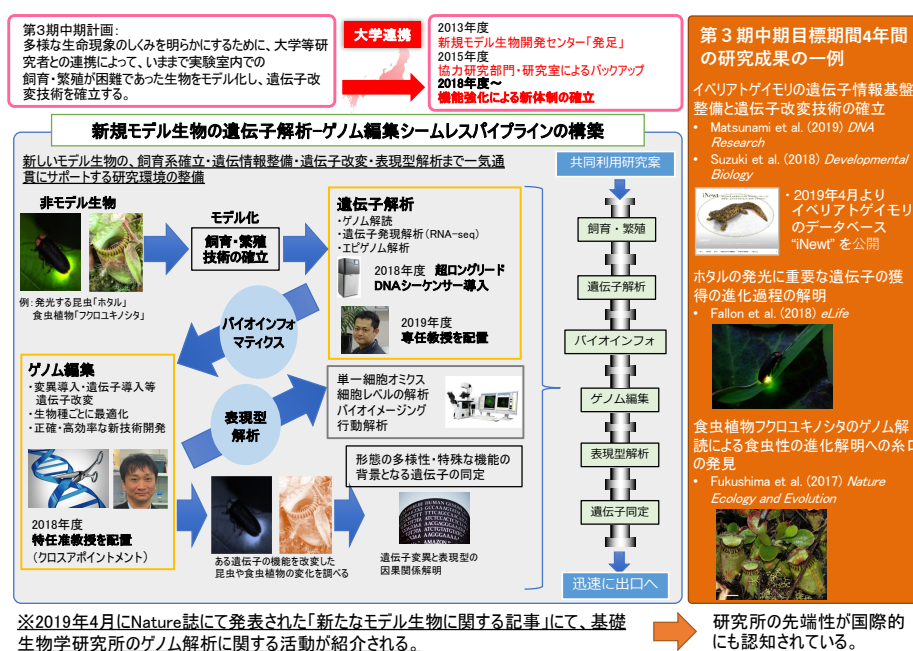 第3期中期計画:
多様な生命現象のしくみを明らかにするために、大学等研
究者との連携によって、いままで実験室内での
飼育・繁殖が困難であった生物をモデル化し、遺伝子改
変技術を確立する。
大学連携
2013年度
新規モデル生物開発センター「発足」
2015年度
協力研究部門・研究室によるバックアップ
2018年度～
機能強化による新体制の確立
新規モデル生物の遺伝子解析−ゲノム編集シームレスパイプラインの構築
新しいモデル生物の、飼育系確立・遺伝情報整備・遺伝子改変・表現型解析まで一気通
貫にサポートする研究環境の整備
非モデル生物
例：発光する昆虫「ホタル」
食虫植物「フクロユキノシタ」
モデル化
飼育・繁殖
技術の確立
遺伝子解析
・ゲノム解読
・遺伝子発現解析（RNA-seq）
・エピゲノム解析
2018年度 超ロングリード
DNAシーケンサー導入
2019年度
専任教授を配置
バイオインフォ
マティクス
ゲノム編集
・変異導入・遺伝子導入等
遺伝子改変
・生物種ごとに最適化
・正確・高効率な新技術開発
2018年度
特任准教授を配置
（クロスアポイントメント）
表現型
解析
単一細胞オミクス
細胞レベルの解析
バイオイメージング
行動解析
形態の多様性・特殊な機能の
背景となる遺伝子の同定
ある遺伝子の機能を改変した
昆虫や食虫植物の変化を調べる
遺伝子変異と表現型の
因果関係解明
共同利用研究案
飼育・繁殖
遺伝子解析
バイオインフォ
ゲノム編集
表現型解析
遺伝子同定
迅速に出口へ
第３期中期目標期間4年間
の研究成果の一例
イベリアトゲイモリの遺伝子情報基盤
整備と遺伝子改変技術の確立
• Matsunami et al. (2019) DNA
Research
• Suzuki et al. (2018) Developmental
Biology
・2019年4月より
イベリアトゲイモリ
のデータベース
“iNewt” を公開
ホタルの発光に重要な遺伝子の獲
得の進化過程の解明
• Fallon et al. (2018) eLife
食虫植物フクロユキノシタのゲノム解
読による食虫性の進化解明への糸口
の発見
• Fukushima et al. (2017) Nature
Ecology and Evolution
※2019年4月にNature誌にて発表された「新たなモデル生物に関する記事」にて、基礎
生物学研究所のゲノム解析に関する活動が紹介される。
研究所の先端性が国際的
にも認知されている。